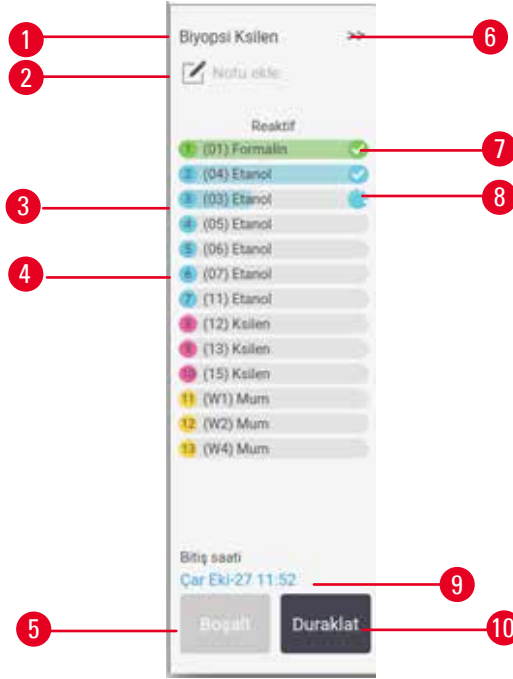 1
Biyopsi Ksilen >>
6
2
Notu ekle
Reaktif
1 (01) Formalin
7
2 (04) Etanol
3 (03) Etanol
8
3
4 (05) Etanol
5 (06) Etanol
4
6 (07) Etanol
7 (11) Etanol
8 (12) Ksilen
9 (13) Ksilen
10 (15) Ksilen
11 (W1) Mum
12 (W2) Mum
13 (W4) Mum
Bitiş saati
Çar Eki-27 11:52
9
5
Boşalt
Duraklat
10